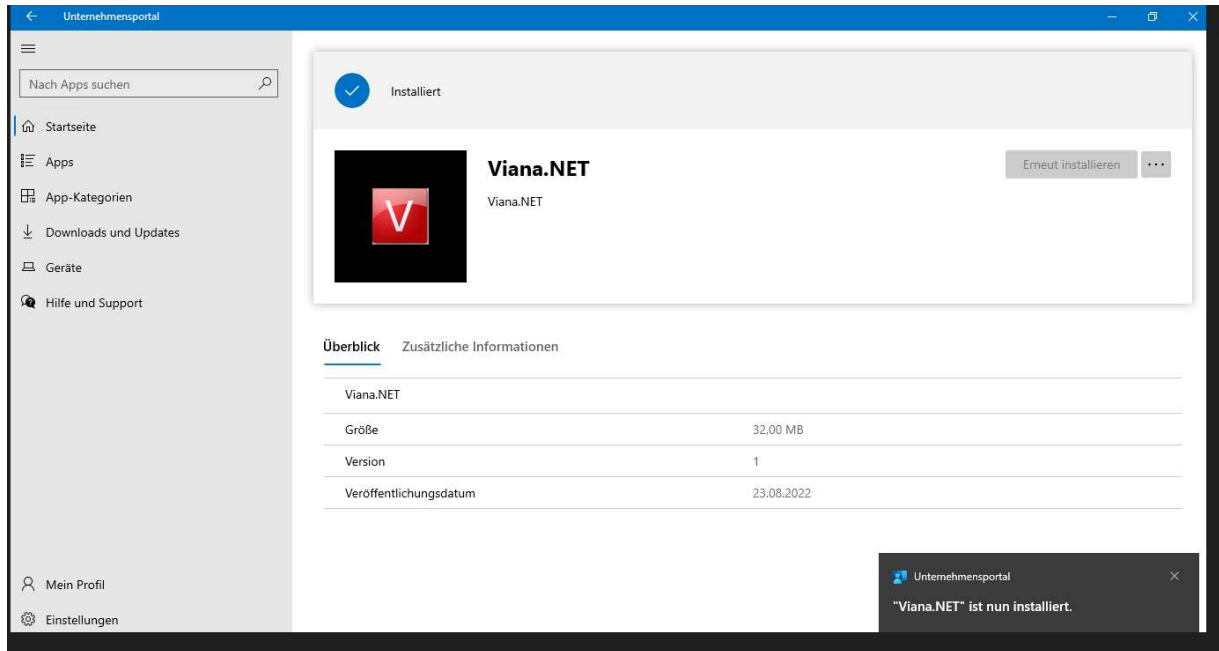 Unternehmensportal
Nach Apps suchen
Startseite
Apps
App-Kategorien
Downloads und Updates
Geräte
Hilfe und Support
Mein Profil
Einstellungen
Installiert
V
Viana.NET
Erneut installieren
Viana.NET
Überblick Zusätzliche Informationen
Viana.NET
Größe 32,00 MB
Version 1
Veröffentlichungsdatum 23.08.2022
Unternehmensportal
"Viana.NET" ist nun installiert.